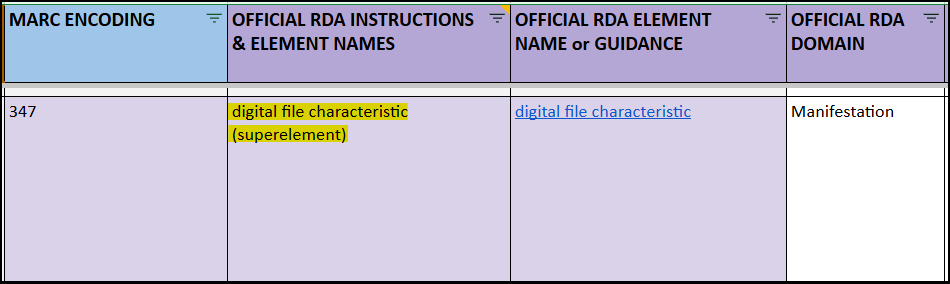 MARC ENCODING
OFFICIAL RDA INSTRUCTIONS
& ELEMENT NAMES
OFFICIAL RDA ELEMENT
NAME or GUIDANCE
OFFICIAL RDA
DOMAIN
347
digital file characteristic
(superelement)
digital file characteristic
Manifestation